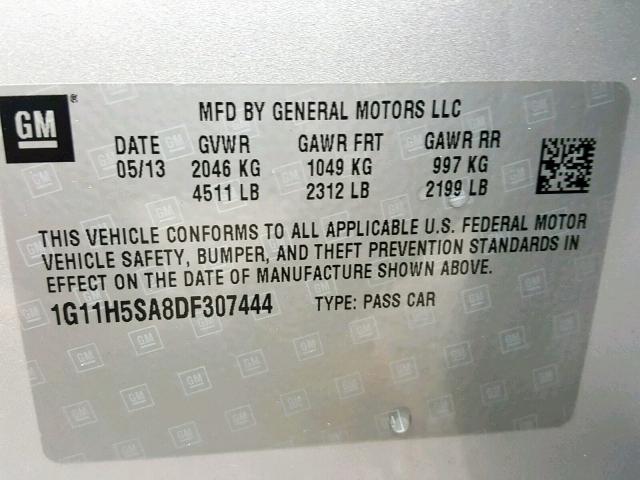 GM ®
MFD BY GENERAL MOTORS LLC
DATE GVWR GAWR FRT GAWR RR
05/13 2046 KG 1049 KG 997 KG
4511 LB 2312 LB 2199 LB
THIS VEHICLE CONFORMS TO ALL APPLICABLE U.S. FEDERAL MOTOR
VEHICLE SAFETY, BUMPER, AND THEFT PREVENTION STANDARDS IN
EFFECT ON THE DATE OF MANUFACTURE SHOWN ABOVE.
1G11H5SA8DF307444 TYPE: PASS CAR